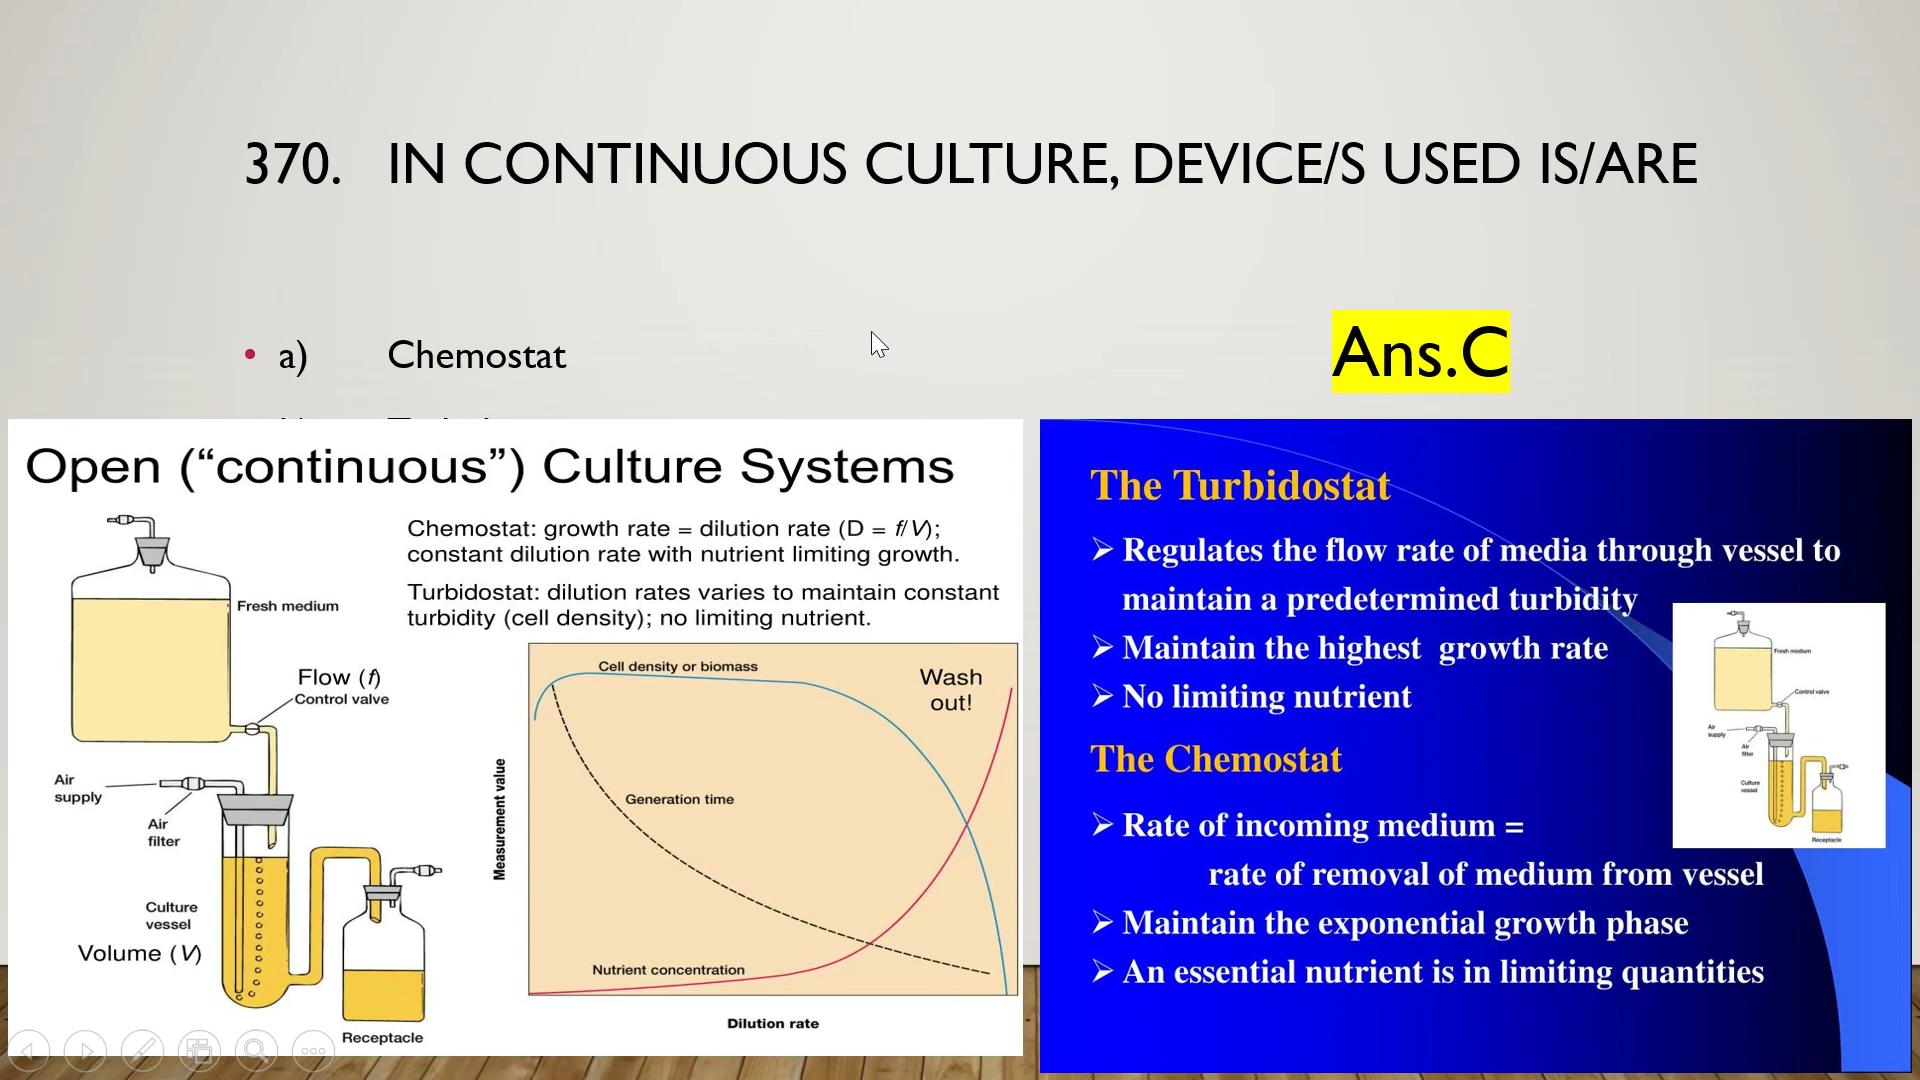 370. IN CONTINUOUS CULTURE, DEVICE/S USED IS/ARE
• a) Chemostat
Ans.C
Open (“continuous”) Culture Systems
Chemostat: growth rate = dilution rate (D = f/V);
constant dilution rate with nutrient limiting growth.
Turbidostat: dilution rates varies to maintain constant
turbidity (cell density); no limiting nutrient.
Fresh medium
Flow (f)
Control valve
Air
supply
Air
filter
Culture
vessel
Volume (V)
Receptacle
Cell density or biomass
Wash
out!
Generation time
Measurement value
Nutrient concentration
Dilution rate
The Turbidostat
➢ Regulates the flow rate of media through vessel to
maintain a predetermined turbidity
➢ Maintain the highest growth rate
➢ No limiting nutrient
The Chemostat
➢ Rate of incoming medium =
rate of removal of medium from vessel
➢ Maintain the exponential growth phase
➢ An essential nutrient is in limiting quantities
Fresh medium
Control valve
Air
supply
Air
filter
Culture
vessel
Receptacle